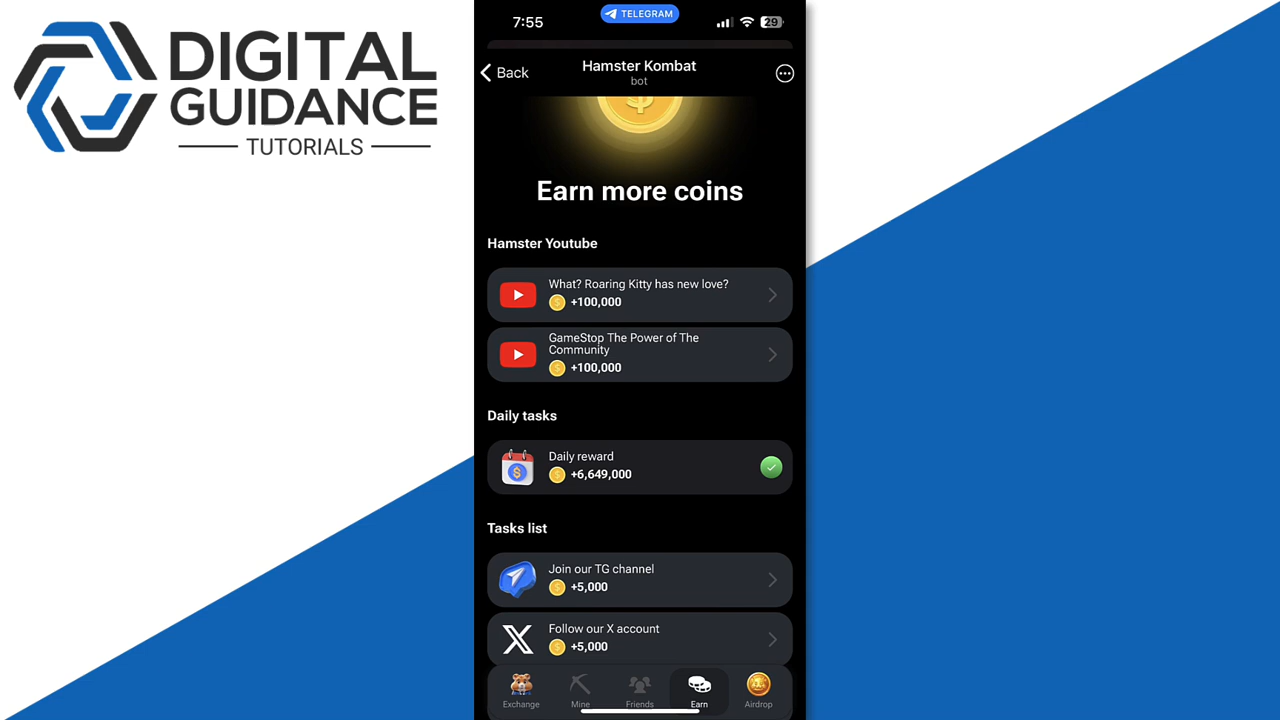 DIGITAL
GUIDANCE
TUTORIALS
7:55
TELEGRAM
29
Back
Hamster Kombat
bot
Earn more coins
Hamster Youtube
What? Roaring Kitty has new love?
+100,000
GameStop The Power of The
Community
+100,000
Daily tasks
Daily reward
+6,649,000
Tasks list
Join our TG channel
+5,000
Follow our X account
+5,000
Exchange
Mine
Friends
Earn
Airdrop